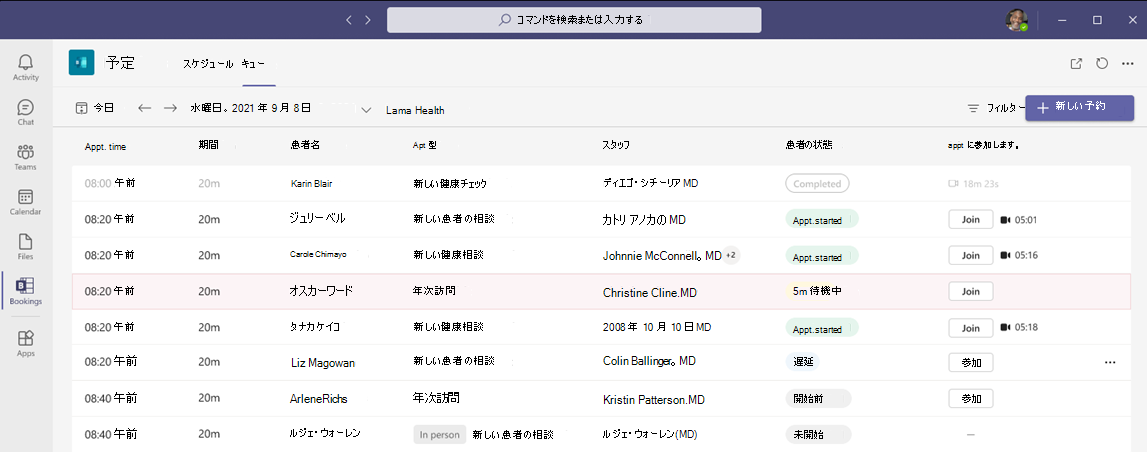 コマンドを検索または入力する
予定 スケジュール キュー
今日 水曜日。2021 年 9 月 8日 Lama Health フィルター 新しい予約
Appt. time 期間 患者名 Apt 型 スタッフ 患者の状態 appt に参加します。
08:00 午前 20m Karin Blair 新しい健康チェック ディエゴ・シチーリア MD Completed 18m 23s
08:20 午前 20m ジュリー ベル 新しい患者の相談 カトリ アノカの MD Appt.started Join 05:01
08:20 午前 20m Carole Chimayo 新しい健康相談 Johnnie McConnell。MD +2 Appt.started Join 05:16
08:20 午前 20m オスカーワード 年次訪問 Christine Cline.MD 5m 待機中 Join
08:20 午前 20m タナカケイコ 新しい健康相談 2008 年 10 月 10 日MD Appt.started Join 05:18
08:20 午前 20m Liz Magowan 新しい患者の相談 Colin Ballinger。MD 遅延 参加
08:40 午前 20m ArleneRichs 年次訪問 Kristin Patterson.MD 開始前 参加
08:40 午前 20m ルジェ・ウォーレン In person 新しい患者の相談 ルジェ・ウォーレン(MD) 未開始 —
Activity
Chat
Teams
Calendar
Files
Bookings
Apps